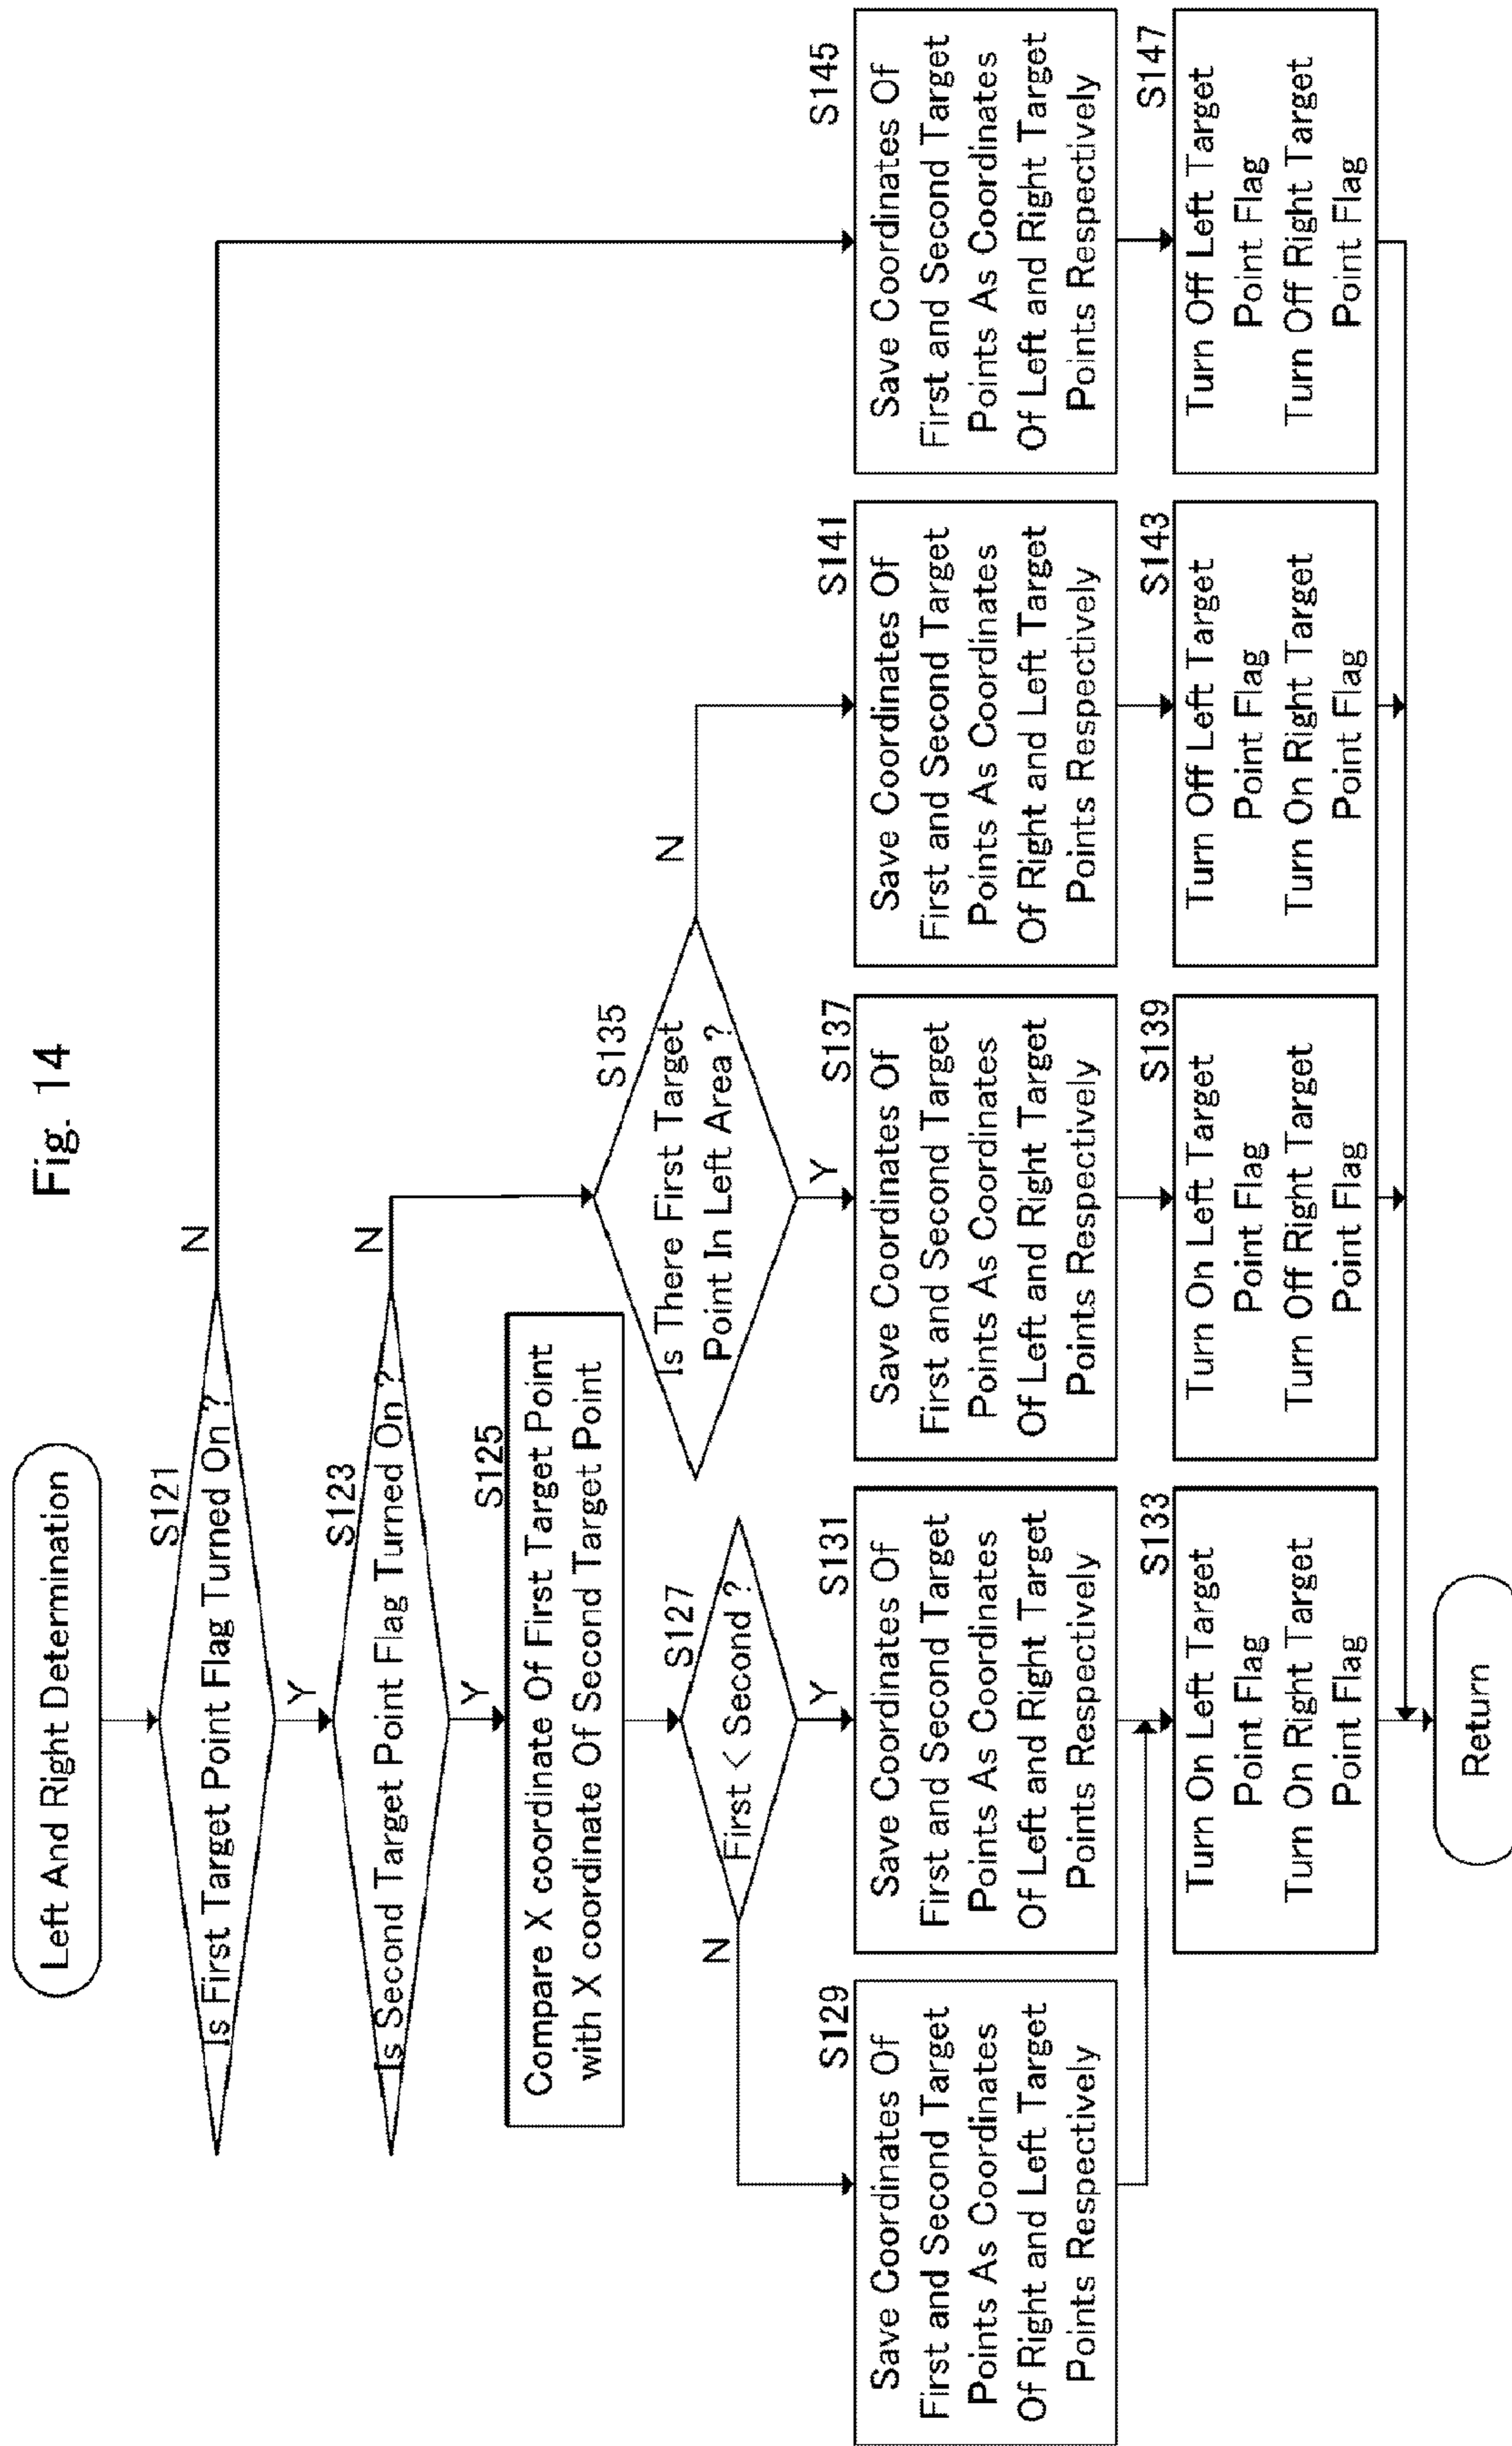 Fig. 14
Left And Right Determination
S121
Is First Target Point Flag Turned On ?
N
Y
S123
Is Second Target Point Flag Turned On ?
N
Y
S125
Compare X coordinate Of First Target Point
with X coordinate Of Second Target Point
S127
First < Second ?
N
Y
S135
Is There First Target
Point In Left Area ?
N
Y
S129
Save Coordinates Of
First and Second Target
Points As Coordinates
Of Right and Left Target
Points Respectively
S131
Save Coordinates Of
First and Second Target
Points As Coordinates
Of Left and Right Target
Points Respectively
S137
Save Coordinates Of
First and Second Target
Points As Coordinates
Of Left and Right Target
Points Respectively
S141
Save Coordinates Of
First and Second Target
Points As Coordinates
Of Right and Left Target
Points Respectively
S145
Save Coordinates Of
First and Second Target
Points As Coordinates
Of Left and Right Target
Points Respectively
S133
Turn On Left Target
Point Flag
Turn On Right Target
Point Flag
S139
Turn On Left Target
Point Flag
Turn Off Right Target
Point Flag
S143
Turn Off Left Target
Point Flag
Turn On Right Target
Point Flag
S147
Turn Off Left Target
Point Flag
Turn Off Right Target
Point Flag
Return